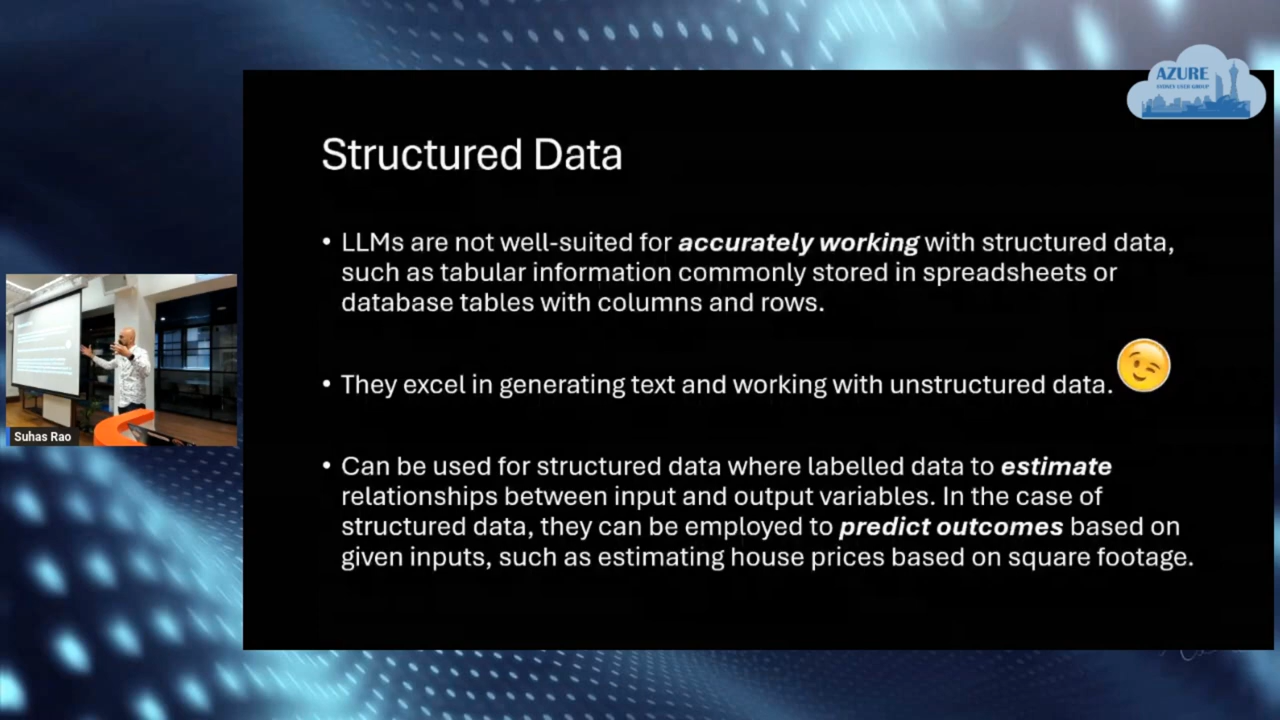 AZURE
SYDNEY USER GROUP
Structured Data
• LLMs are not well-suited for accurately working with structured data,
such as tabular information commonly stored in spreadsheets or
database tables with columns and rows.
• They excel in generating text and working with unstructured data.
• Can be used for structured data where labelled data to estimate
relationships between input and output variables. In the case of
structured data, they can be employed to predict outcomes based on
given inputs, such as estimating house prices based on square footage.
Suhas Rao